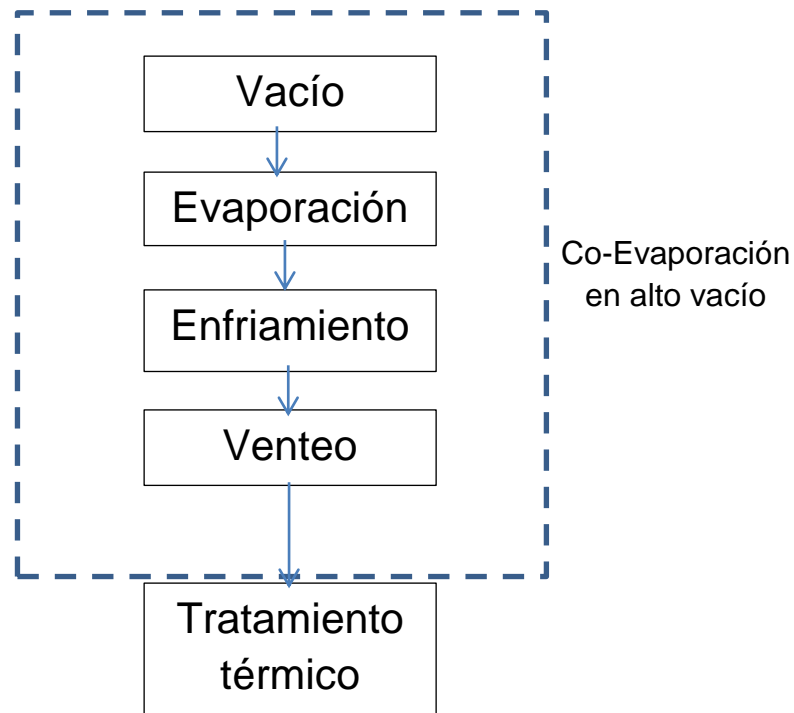 Vacío
Evaporación
Enfriamiento
Venteo
Co-Evaporación
en alto vacío
Tratamiento
térmico